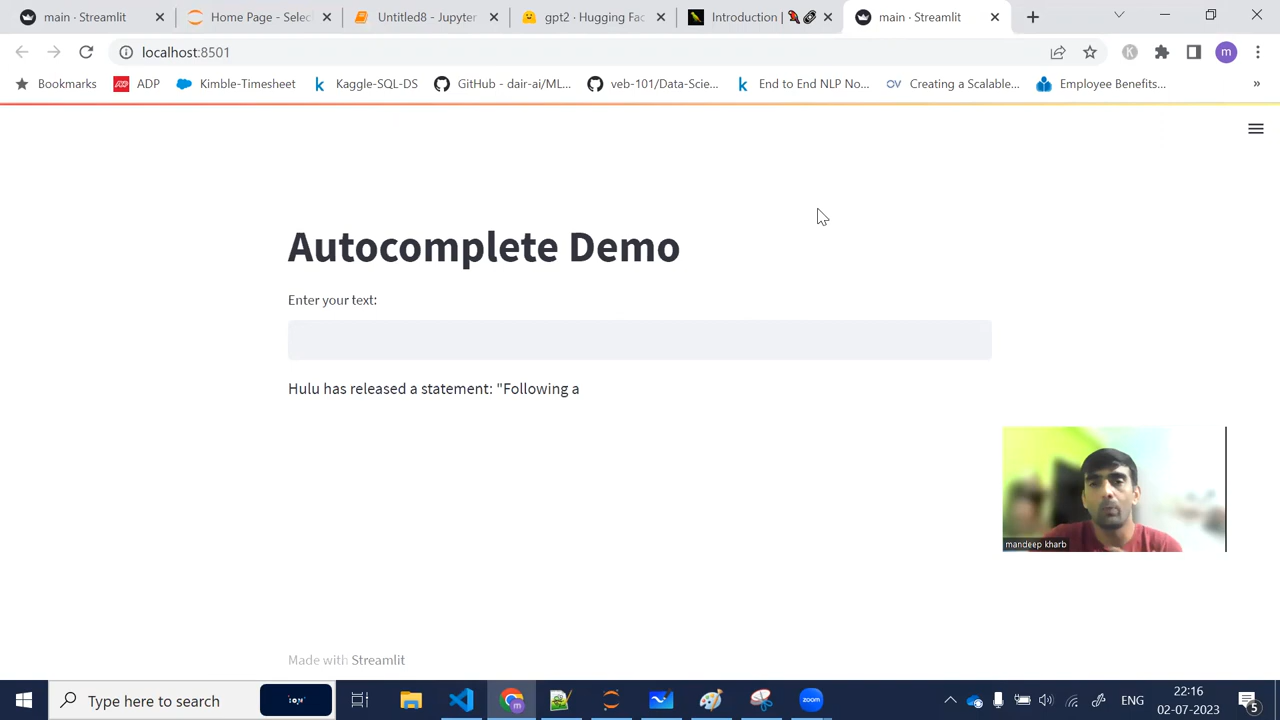 main · Streamlit
Home Page - Selec
Untitled3 - Jupyter
gpt2 · Hugging Fac
Introduction |
main · Streamlit
localhost:8501
m
Bookmarks
ADP
Kimble-Timesheet
Kaggle-SQL-DS
GitHub - dair-ai/ML...
veb-101/Data-Scie...
End to End NLP No...
Creating a Scalable...
Employee Benefits...
»
Autocomplete Demo
Enter your text:
Hulu has released a statement: "Following a
mandeep kharb
Made with Streamlit
Type here to search
zoom
ENG
22:16
02-07-2023
5